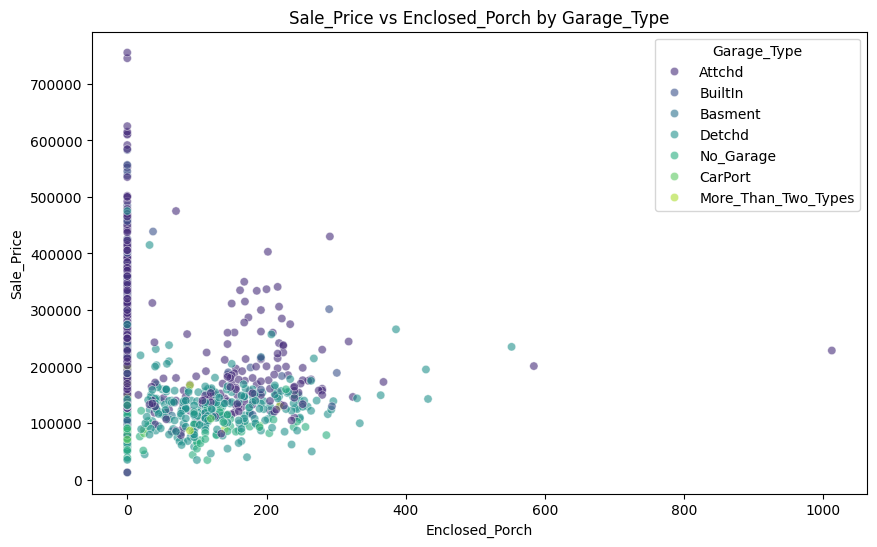 Sale_Price vs Enclosed_Porch by Garage_Type
Garage_Type
Attchd
BuiltIn
Basment
Detchd
No_Garage
CarPort
More_Than_Two_Types
Sale_Price
700000
600000
500000
400000
300000
200000
100000
0
0 200 400 600 800 1000
Enclosed_Porch